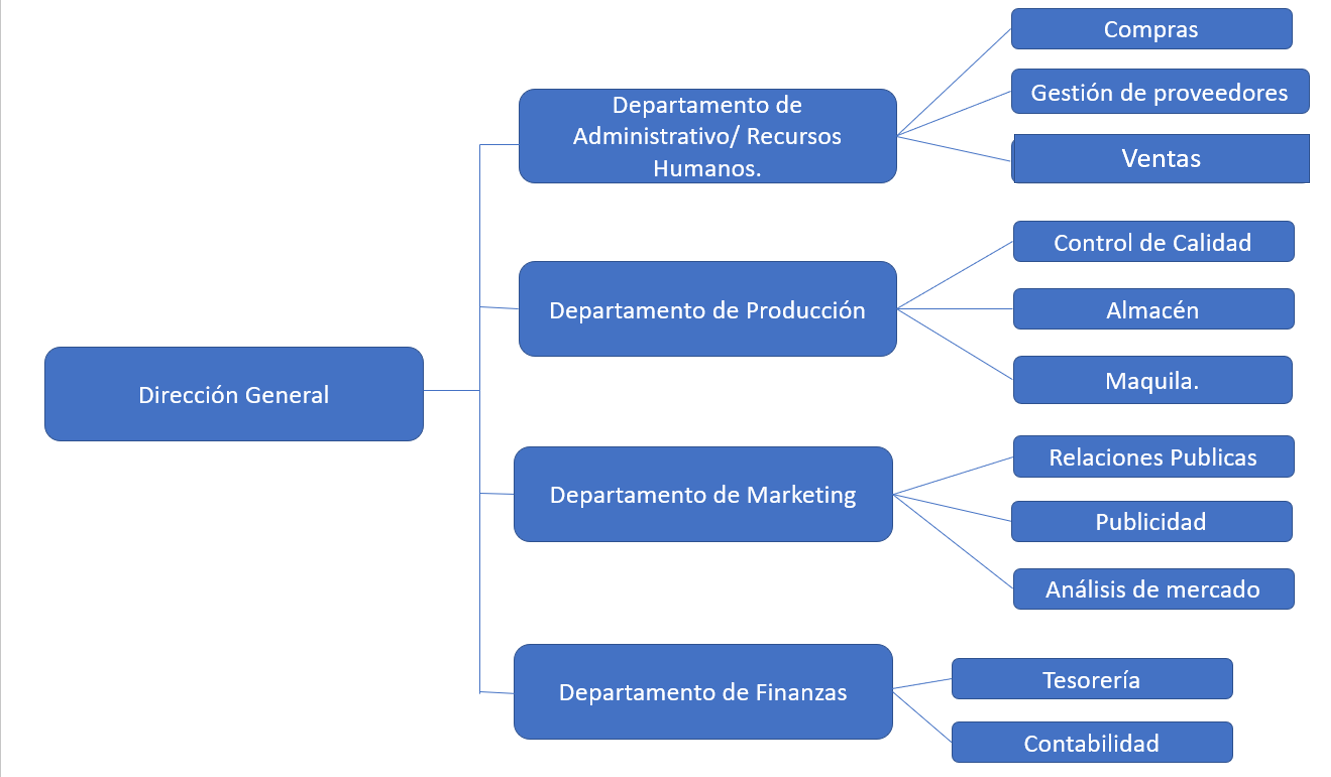 Dirección General
Departamento de
Administrativo/ Recursos
Humanos.
Compras
Gestión de proveedores
Ventas
Departamento de Producción
Control de Calidad
Almacén
Maquila.
Departamento de Marketing
Relaciones Publicas
Publicidad
Análisis de mercado
Departamento de Finanzas
Tesorería
Contabilidad